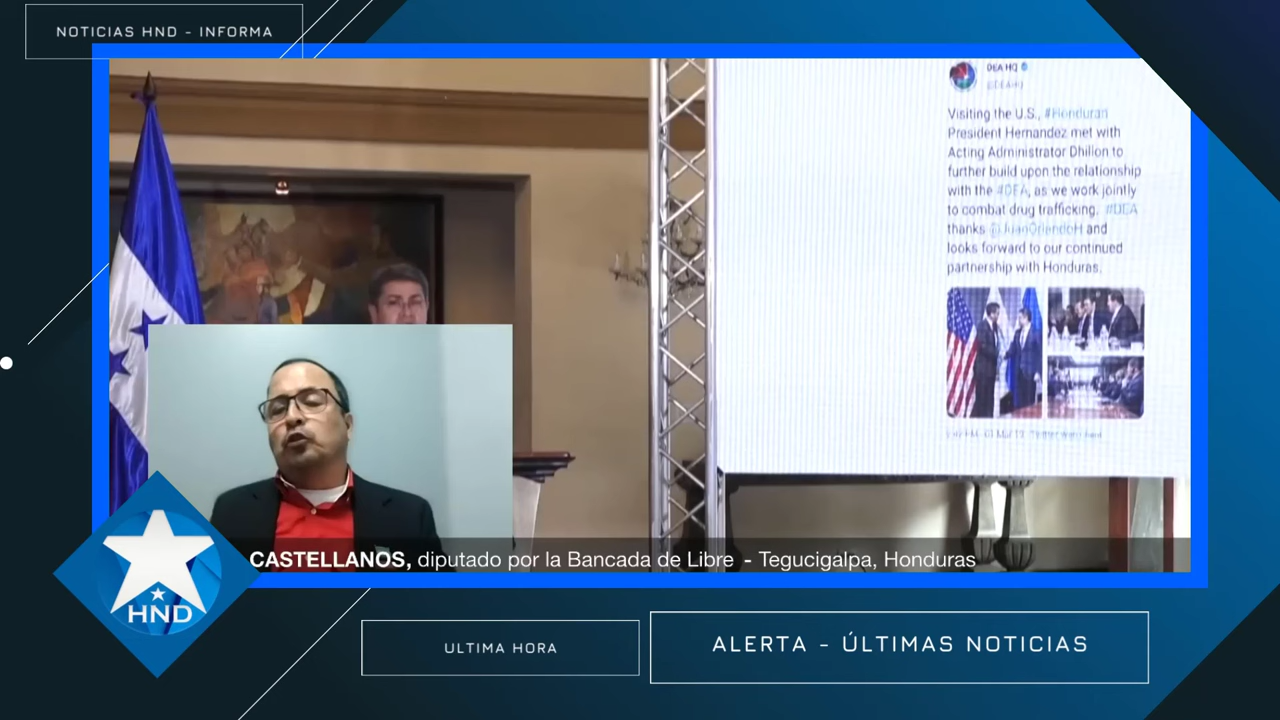 NOTICIAS HND - INFORMA
DEA HQ
@DEAHQ
Visiting the U.S., #Honduran
President Hernandez met with
Acting Administrator Dhillon to
further build upon the relationship
with the #DEA, as we work jointly
to combat drug trafficking. #DEA
thanks @JuanOrlandoH and
looks forward to our continued
partnership with Honduras.
CASTELLANOS, diputado por la Bancada de Libre - Tegucigalpa, Honduras
HND
ULTIMA HORA
ALERTA - ÚLTIMAS NOTICIAS